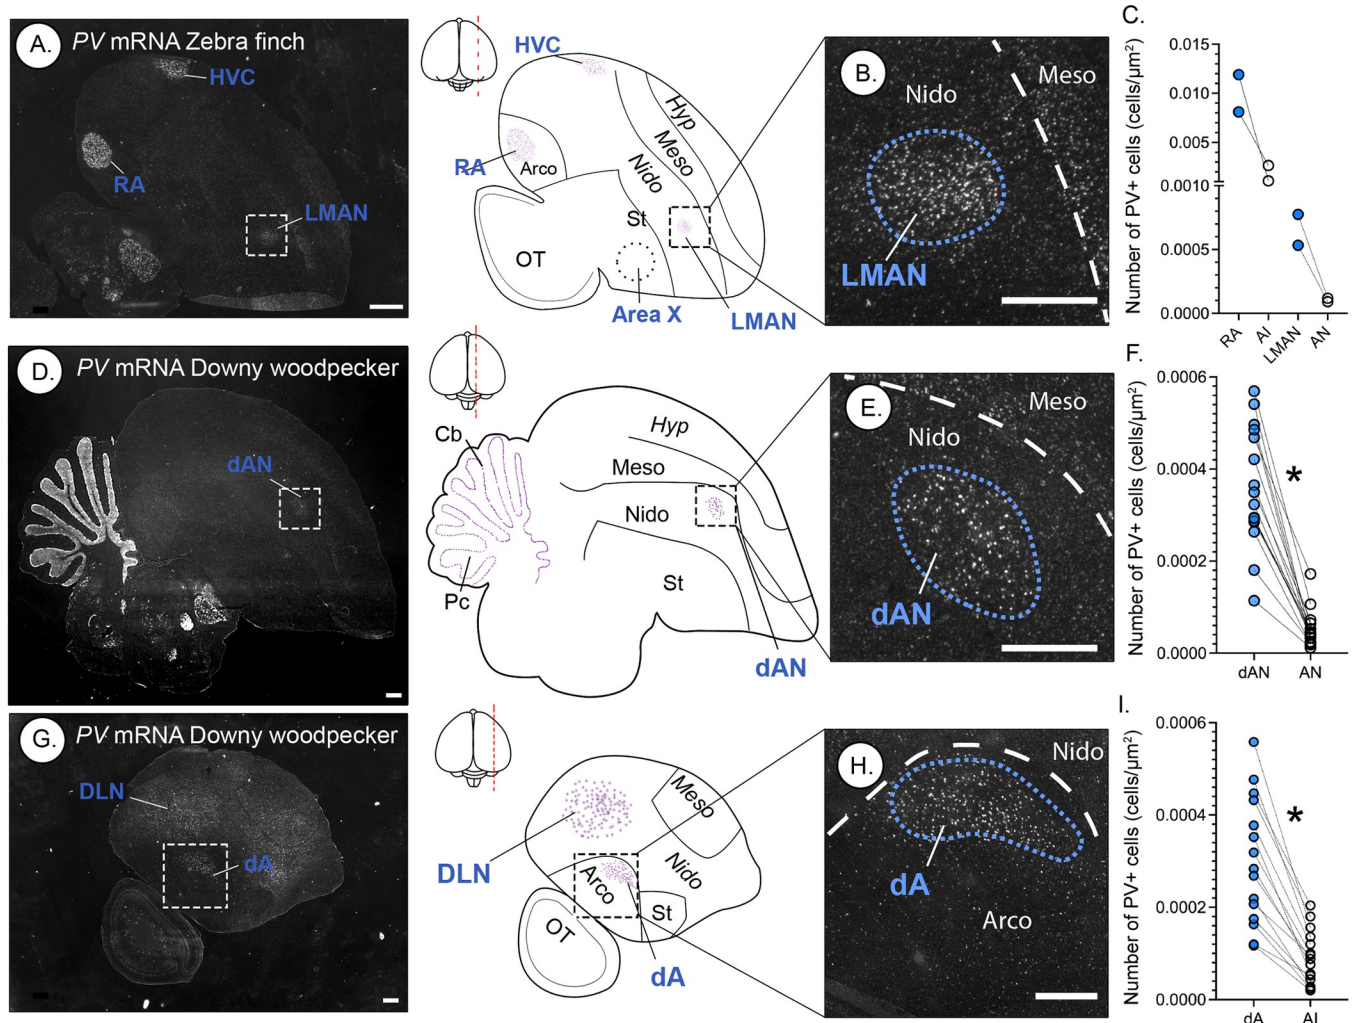 A. PV mRNA Zebra finch
HVC
RA
LMAN
HVC
Hyp
Meso
Nido
RA
Arco
St
OT
Area X
LMAN
B.
Nido
Meso
LMAN
C.
Number of PV+ cells (cells/µm²)
0.015
0.010
0.005
0.0010
0.0005
0.0000
RA
AI
LMAN
AN
D. PV mRNA Downy woodpecker
dAN
Cb
Hyp
Meso
Nido
St
Pc
dAN
E.
Nido
Meso
dAN
F.
Number of PV+ cells (cells/µm²)
0.0006
0.0004
0.0002
0.0000
*
dAN
AN
G. PV mRNA Downy woodpecker
DLN
dA
Meso
Nido
DLN
Arco
St
OT
dA
H.
Nido
dA
Arco
I.
Number of PV+ cells (cells/µm²)
0.0006
0.0004
0.0002
0.0000
*
dA
AI